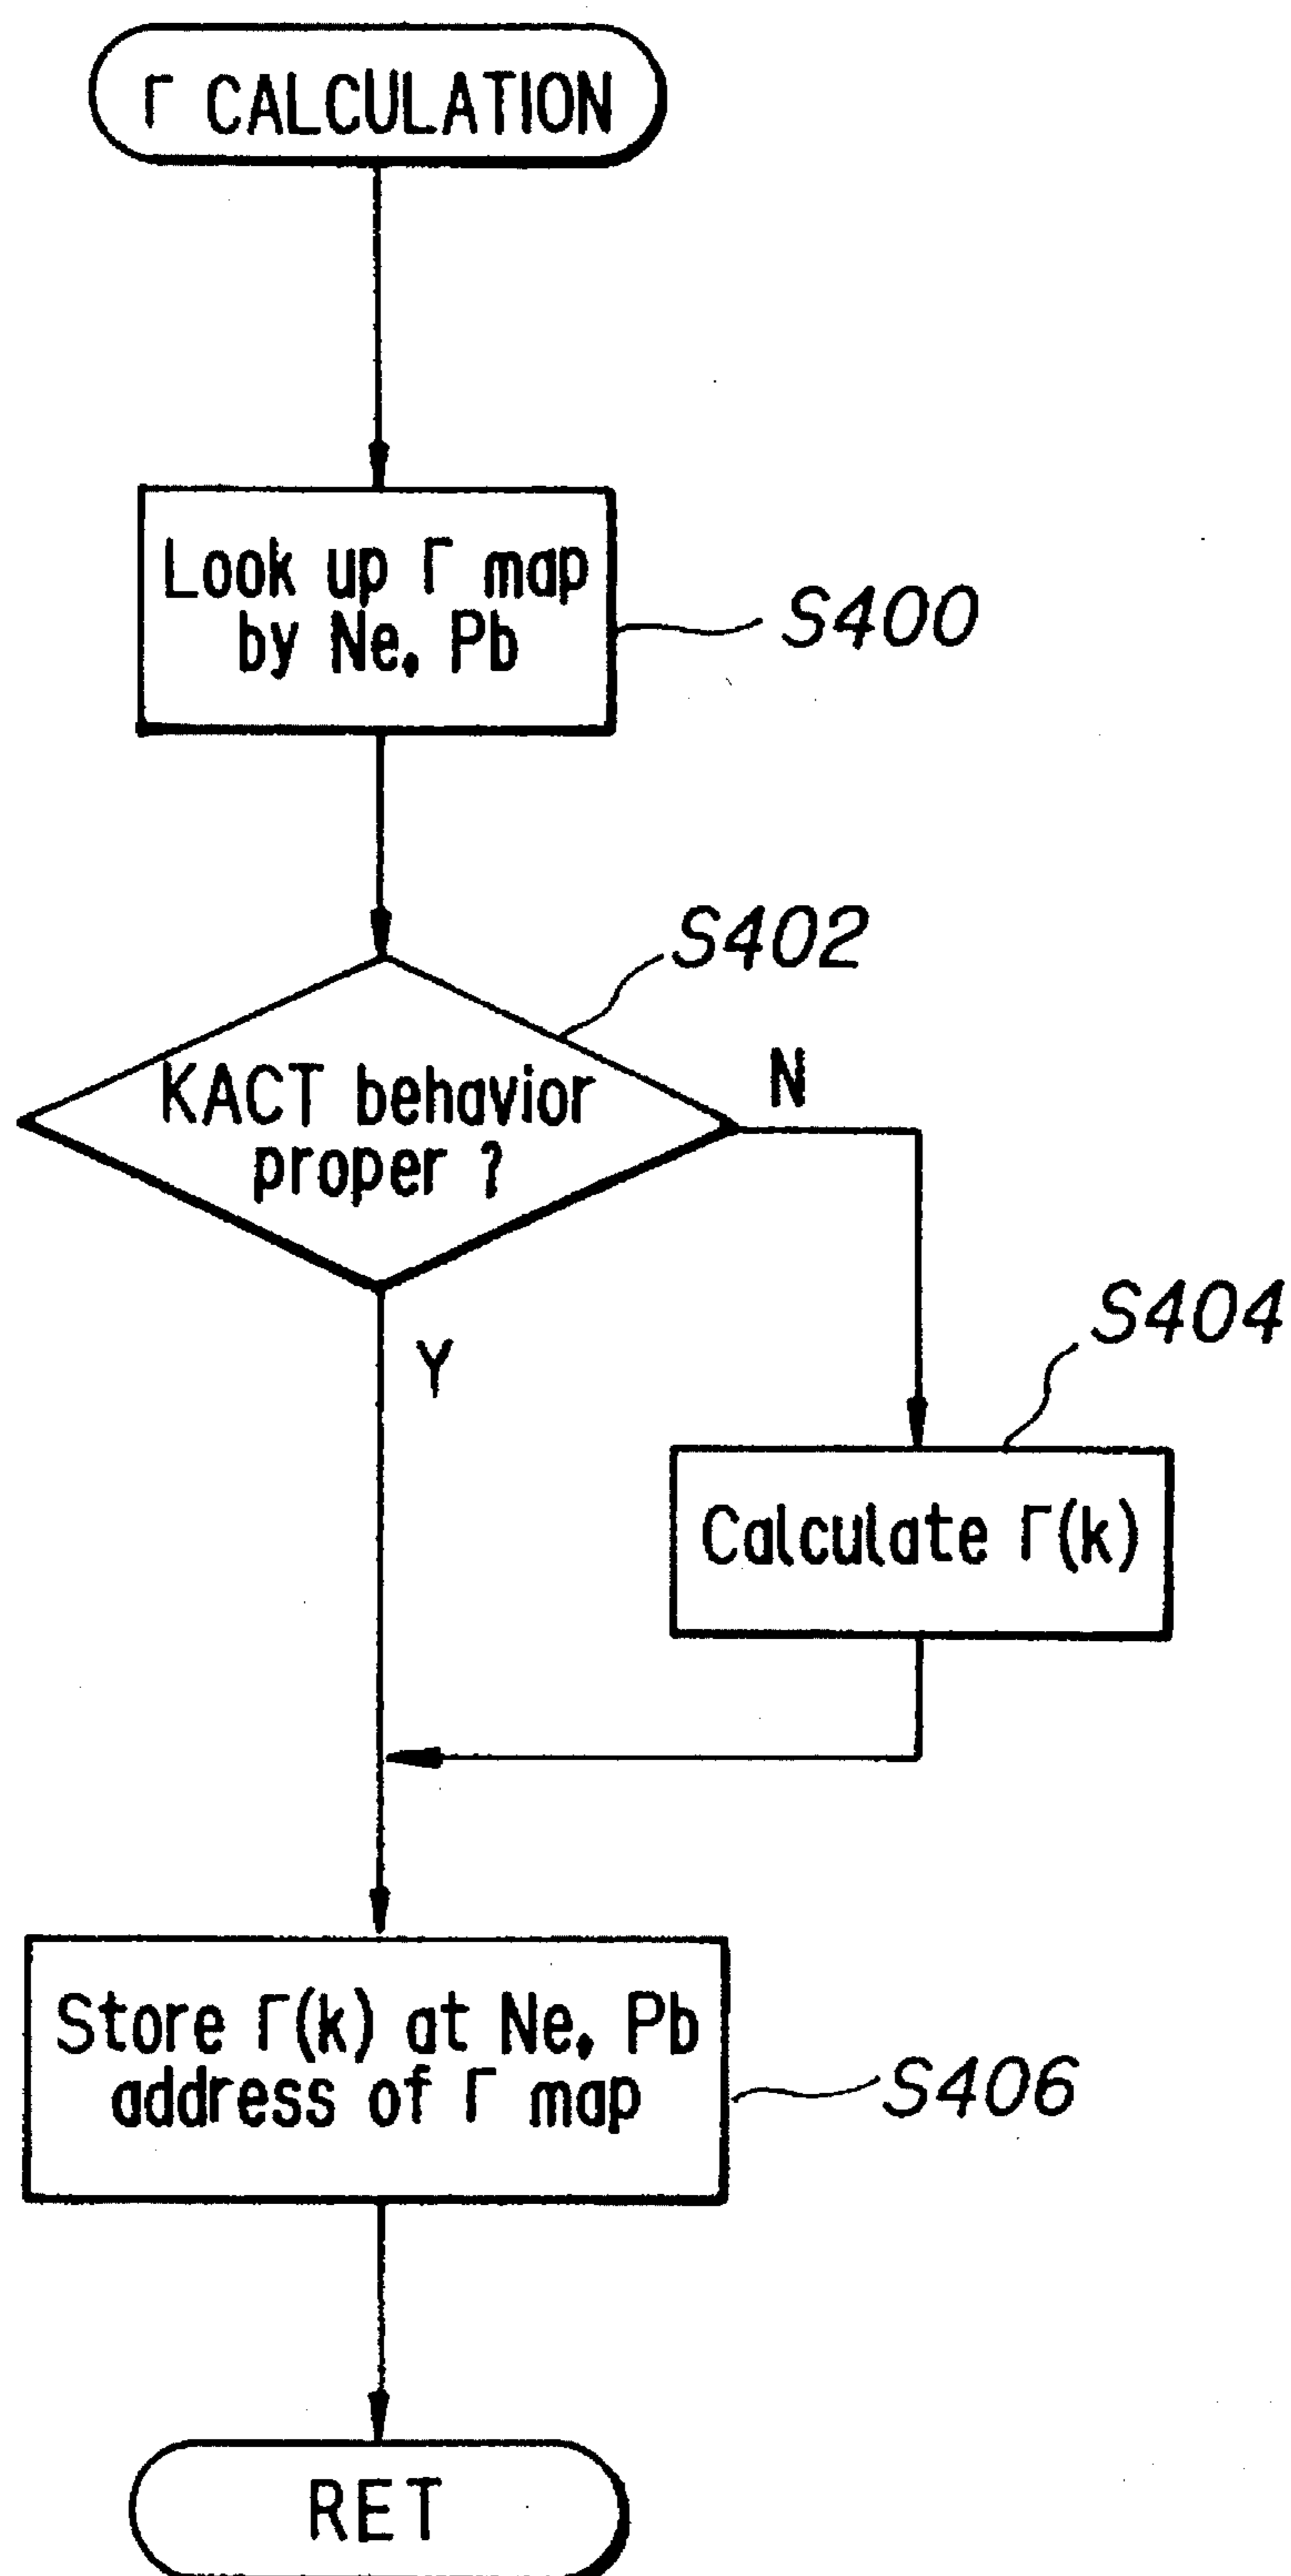 Γ CALCULATION
Look up Γ map
by Ne, Pb
S400
S402
KACT behavior
proper ?
N
Y
S404
Calculate Γ(k)
Store Γ(k) at Ne, Pb
address of Γ map
S406
RET